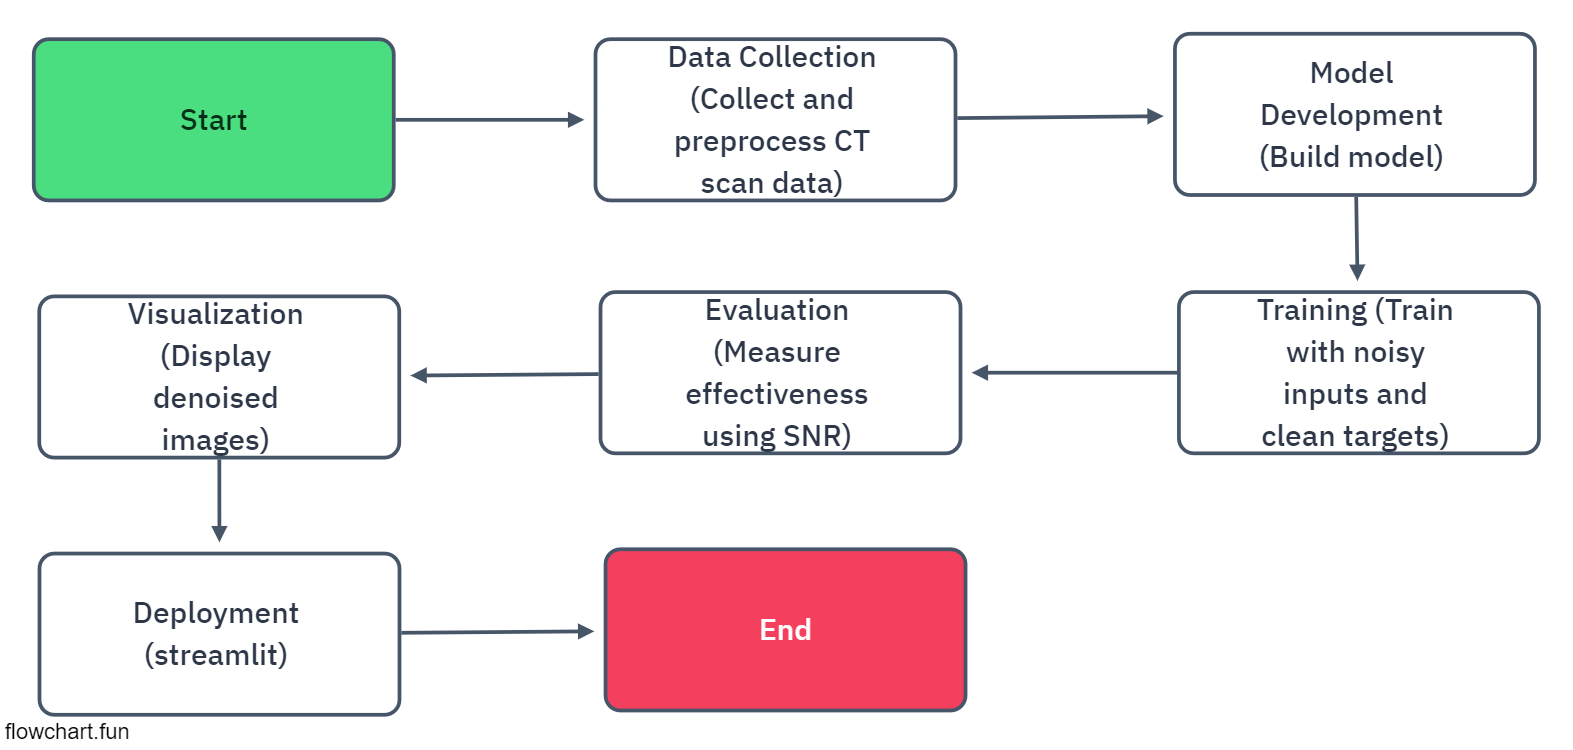 Start
Data Collection
(Collect and
preprocess CT
scan data)
Model
Development
(Build model)
Training (Train
with noisy
inputs and
clean targets)
Evaluation
(Measure
effectiveness
using SNR)
Visualization
(Display
denoised
images)
Deployment
(streamlit)
End
flowchart.fun